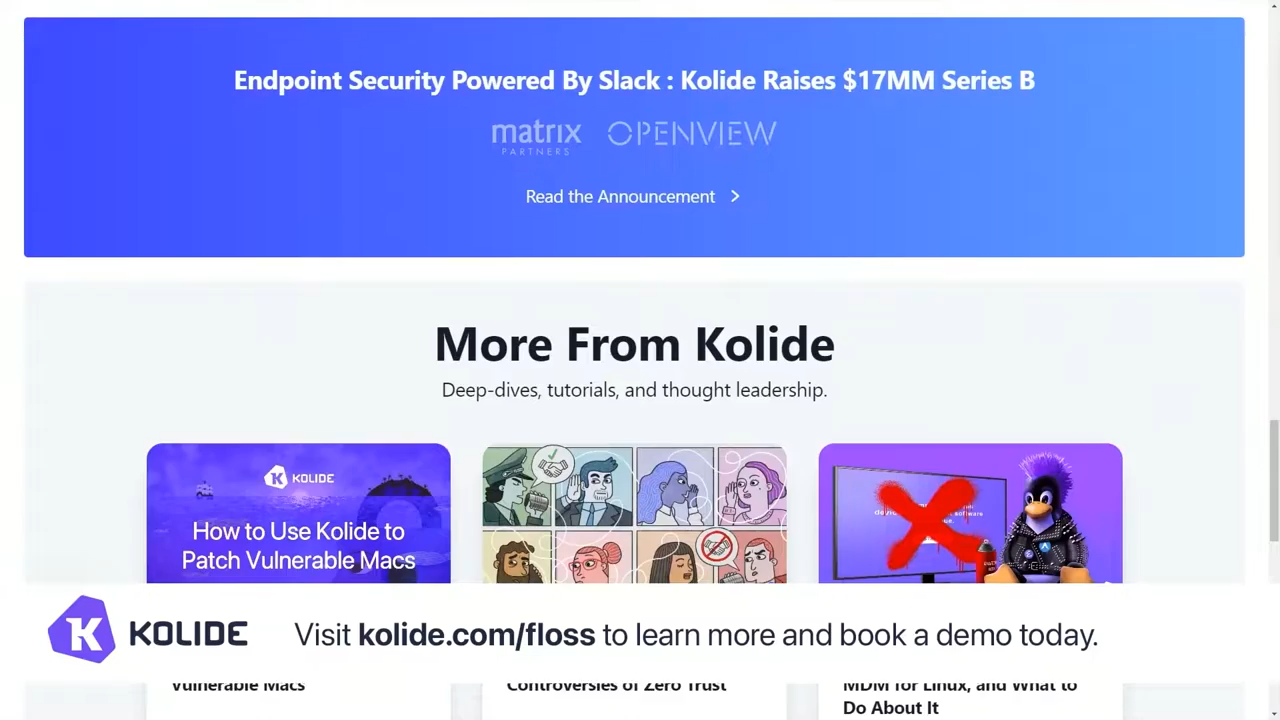 Endpoint Security Powered By Slack : Kolide Raises $17MM Series B
matrix
PARTNERS
OPENVIEW
Read the Announcement
More From Kolide
Deep-dives, tutorials, and thought leadership.
KOLIDE
How to Use Kolide to
Patch Vulnerable Macs
KOLIDE
Visit kolide.com/floss to learn more and book a demo today.
Vulnerable Macs
Controversies of Zero Trust
MDM for Linux, and What to
Do About It